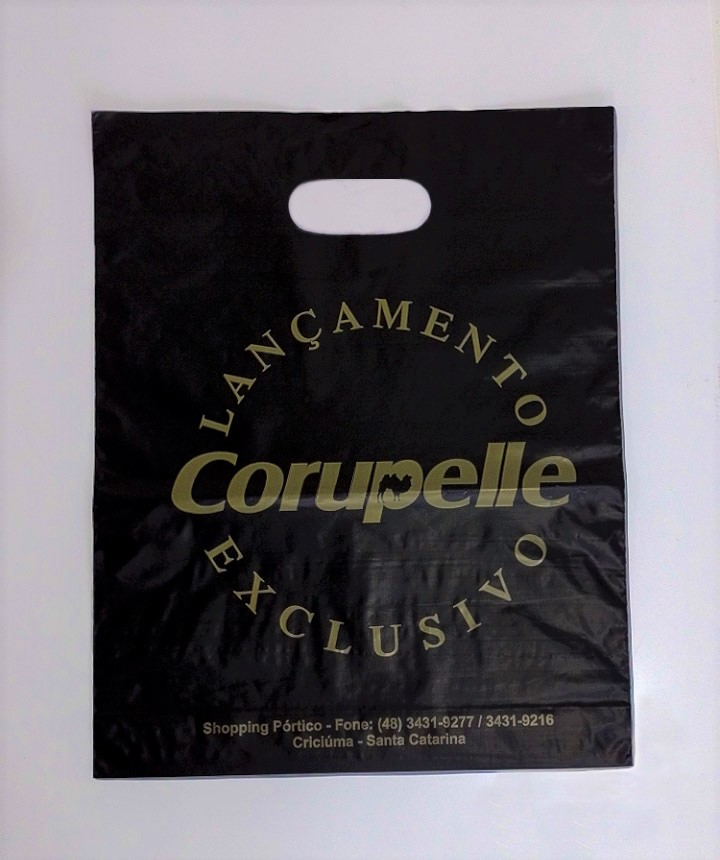 LANÇAMENTO
Corupelle
EXCLUSIVO
Shopping Pórtico - Fone: (48) 3431-9277 / 3431-9216
Criciúma - Santa Catarina